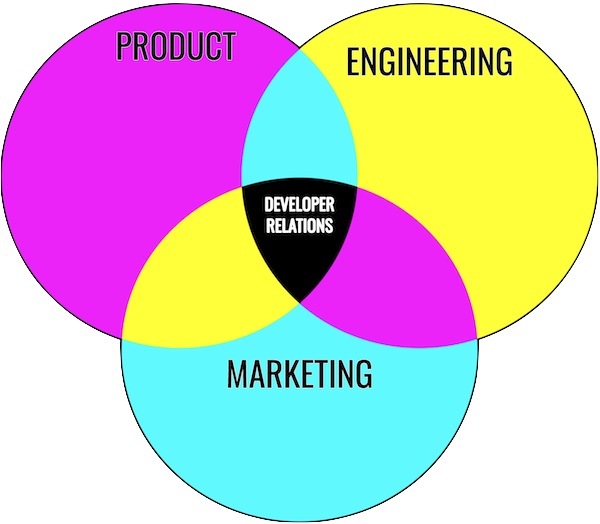 PRODUCT
ENGINEERING
DEVELOPER
RELATIONS
MARKETING